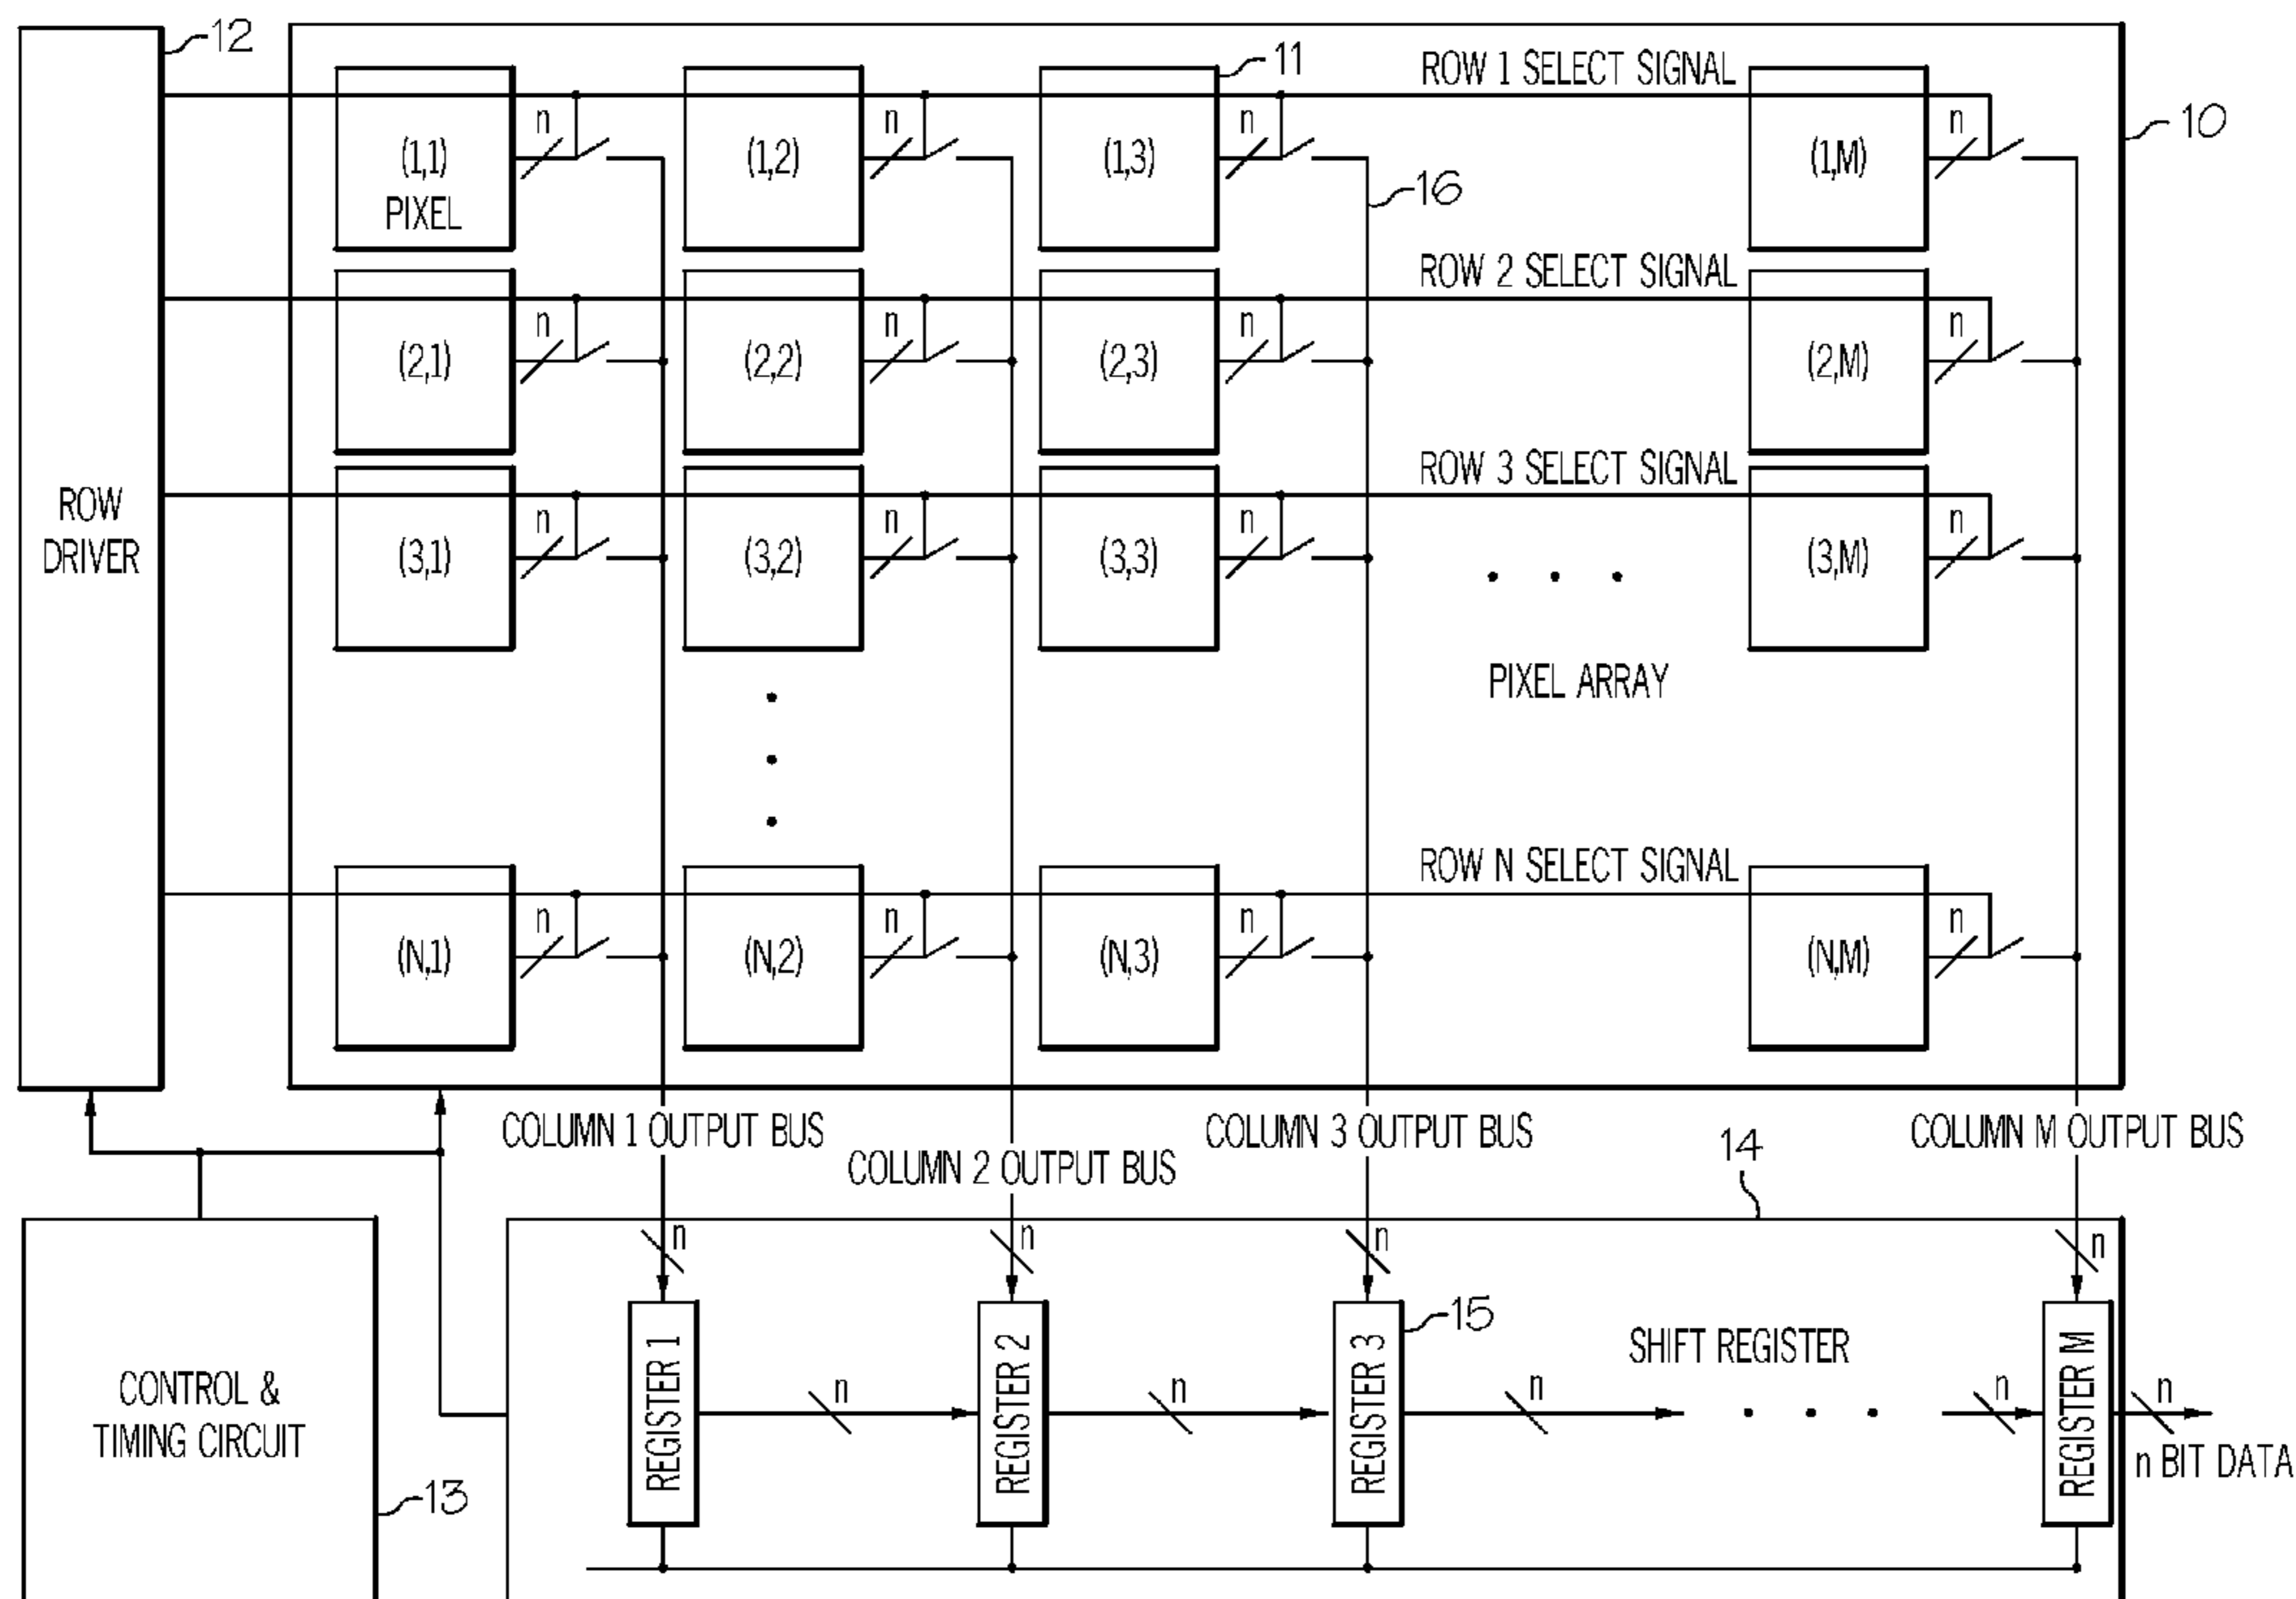 12
11
ROW 1 SELECT SIGNAL
10
n n n n
(1,1) (1,2) (1,3) (1,M)
PIXEL
16
ROW 2 SELECT SIGNAL
n n n n
(2,1) (2,2) (2,3) (2,M)
ROW 3 SELECT SIGNAL
ROW
DRIVER
n n n n
(3,1) (3,2) (3,3) (3,M)
PIXEL ARRAY
ROW N SELECT SIGNAL
n n n n
(N,1) (N,2) (N,3) (N,M)
COLUMN 1 OUTPUT BUS
COLUMN 2 OUTPUT BUS
COLUMN 3 OUTPUT BUS
COLUMN M OUTPUT BUS
14
n n n n
CONTROL &
TIMING CIRCUIT
13
REGISTER 1
n
REGISTER 2
n
REGISTER 3
15
n
SHIFT REGISTER
n
REGISTER M
n
n BIT DATA